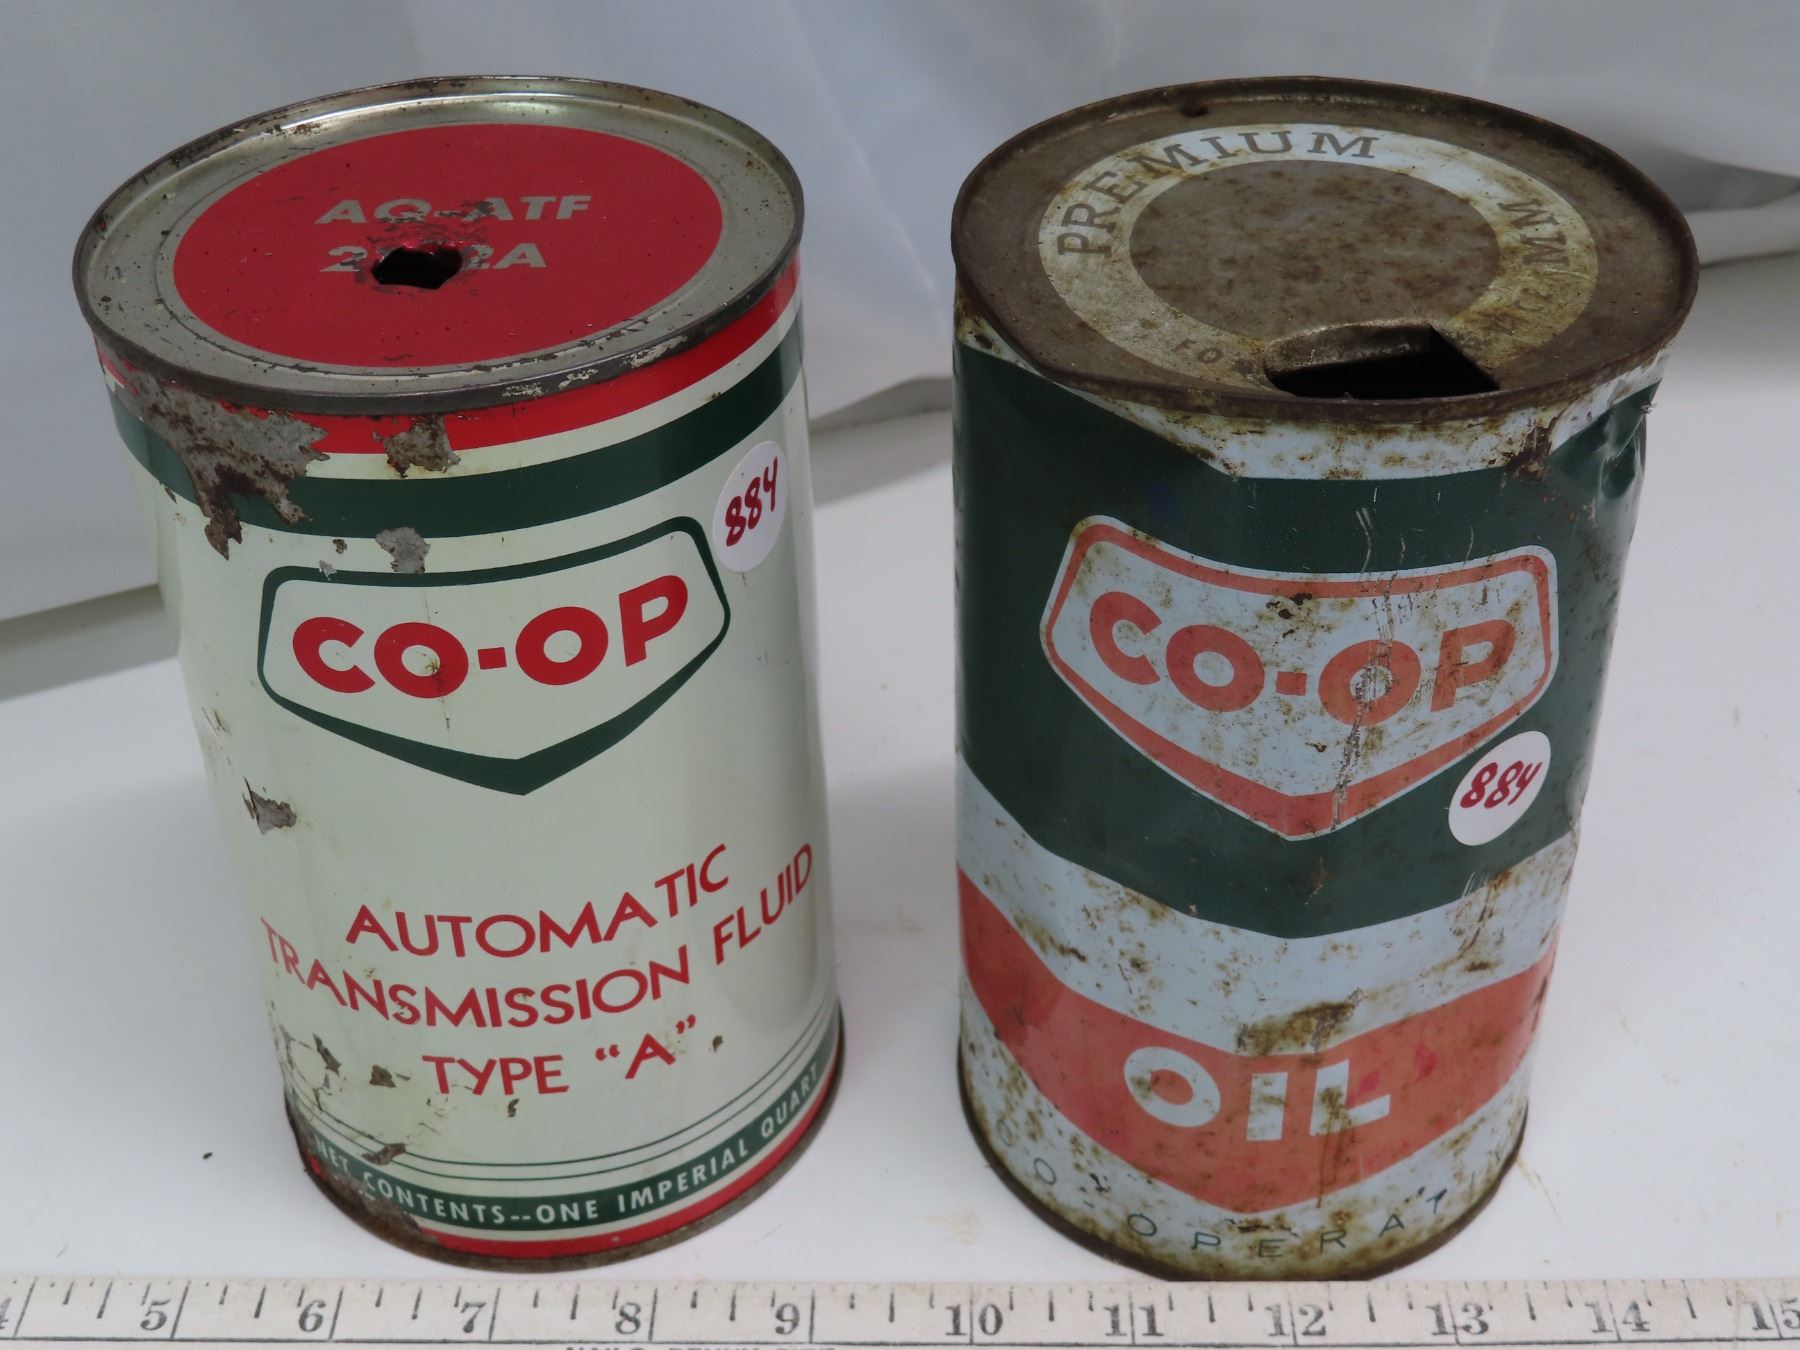 AQ-ATF
884
CO-OP
AUTOMATIC
TRANSMISSION FLUID
TYPE "A"
NET CONTENTS--ONE IMPERIAL QUART
PREMIUM
CO-OP
884
OIL
5 6 7 8 9 10 11 12 13 14 15